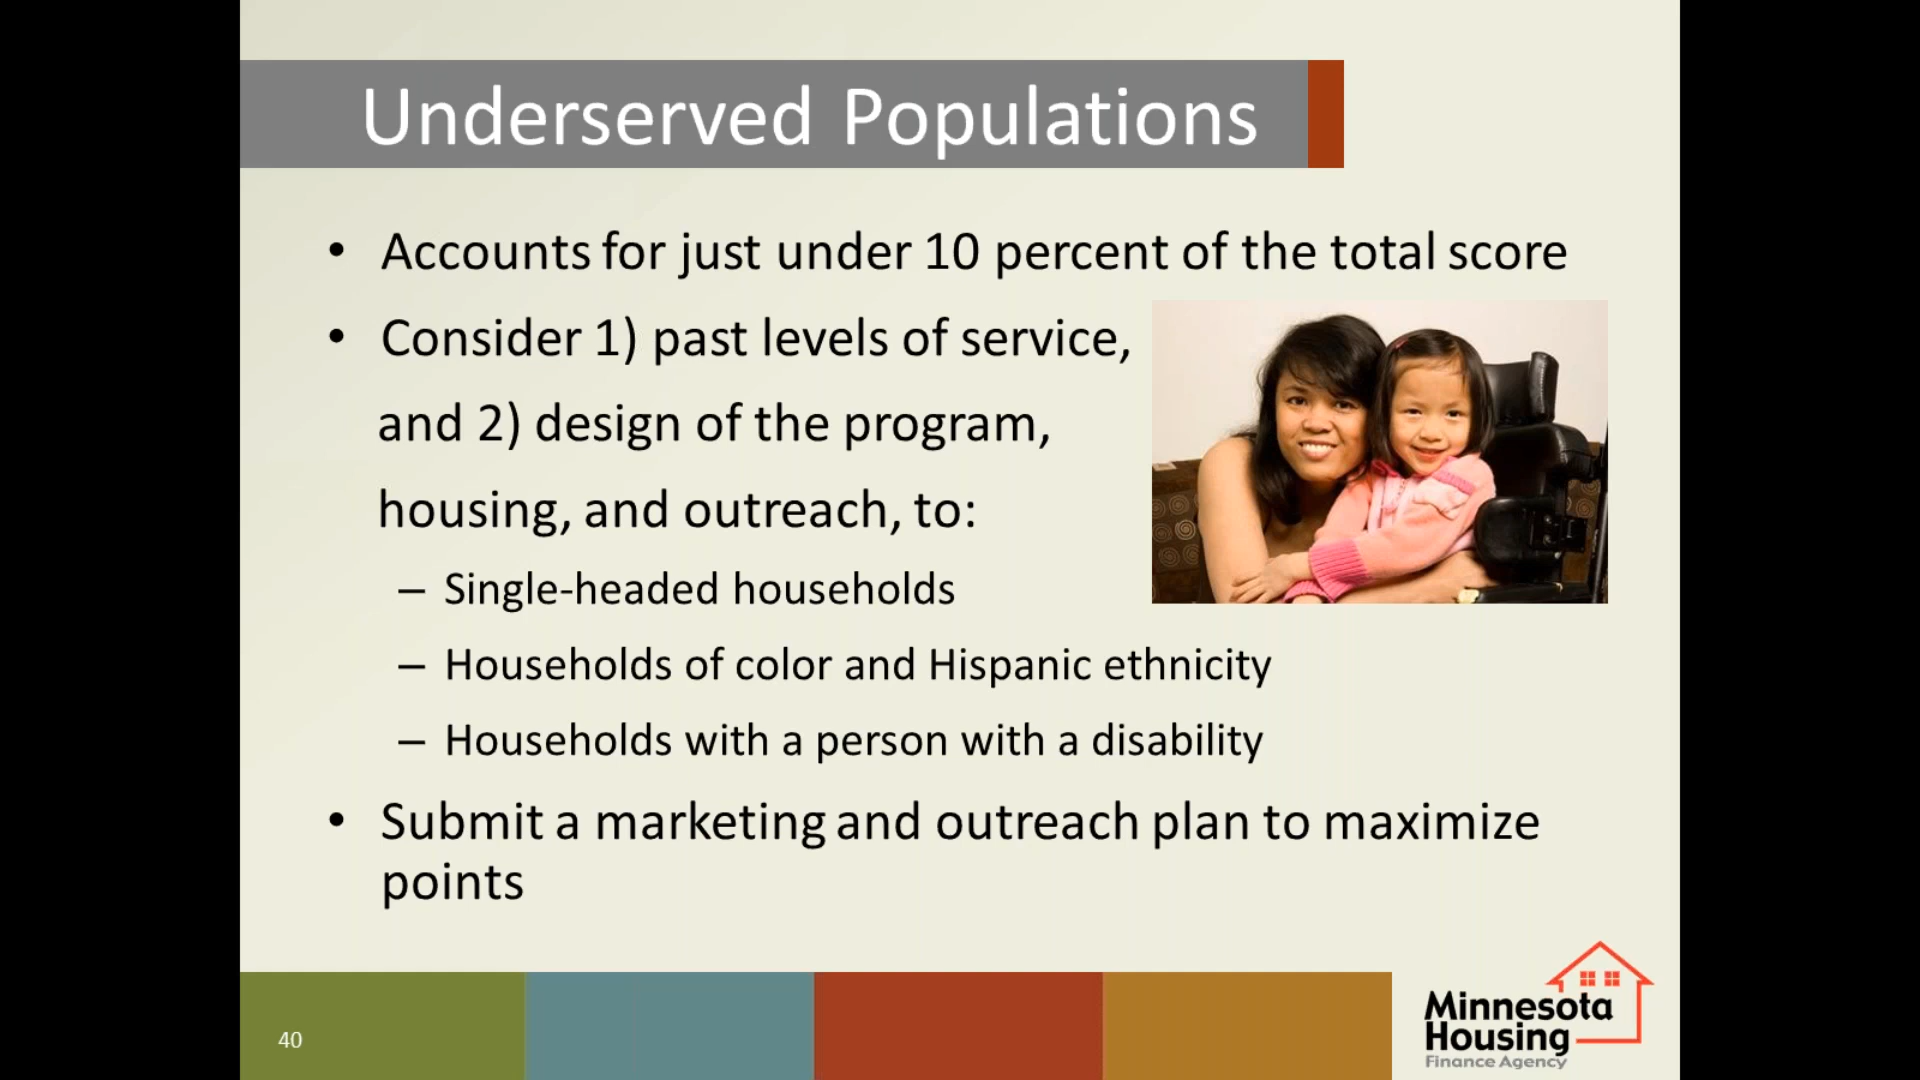 Underserved Populations
• Accounts for just under 10 percent of the total score
• Consider 1) past levels of service,
and 2) design of the program,
housing, and outreach, to:
– Single-headed households
– Households of color and Hispanic ethnicity
– Households with a person with a disability
• Submit a marketing and outreach plan to maximize
points
40
Minnesota
Housing
Finance Agency